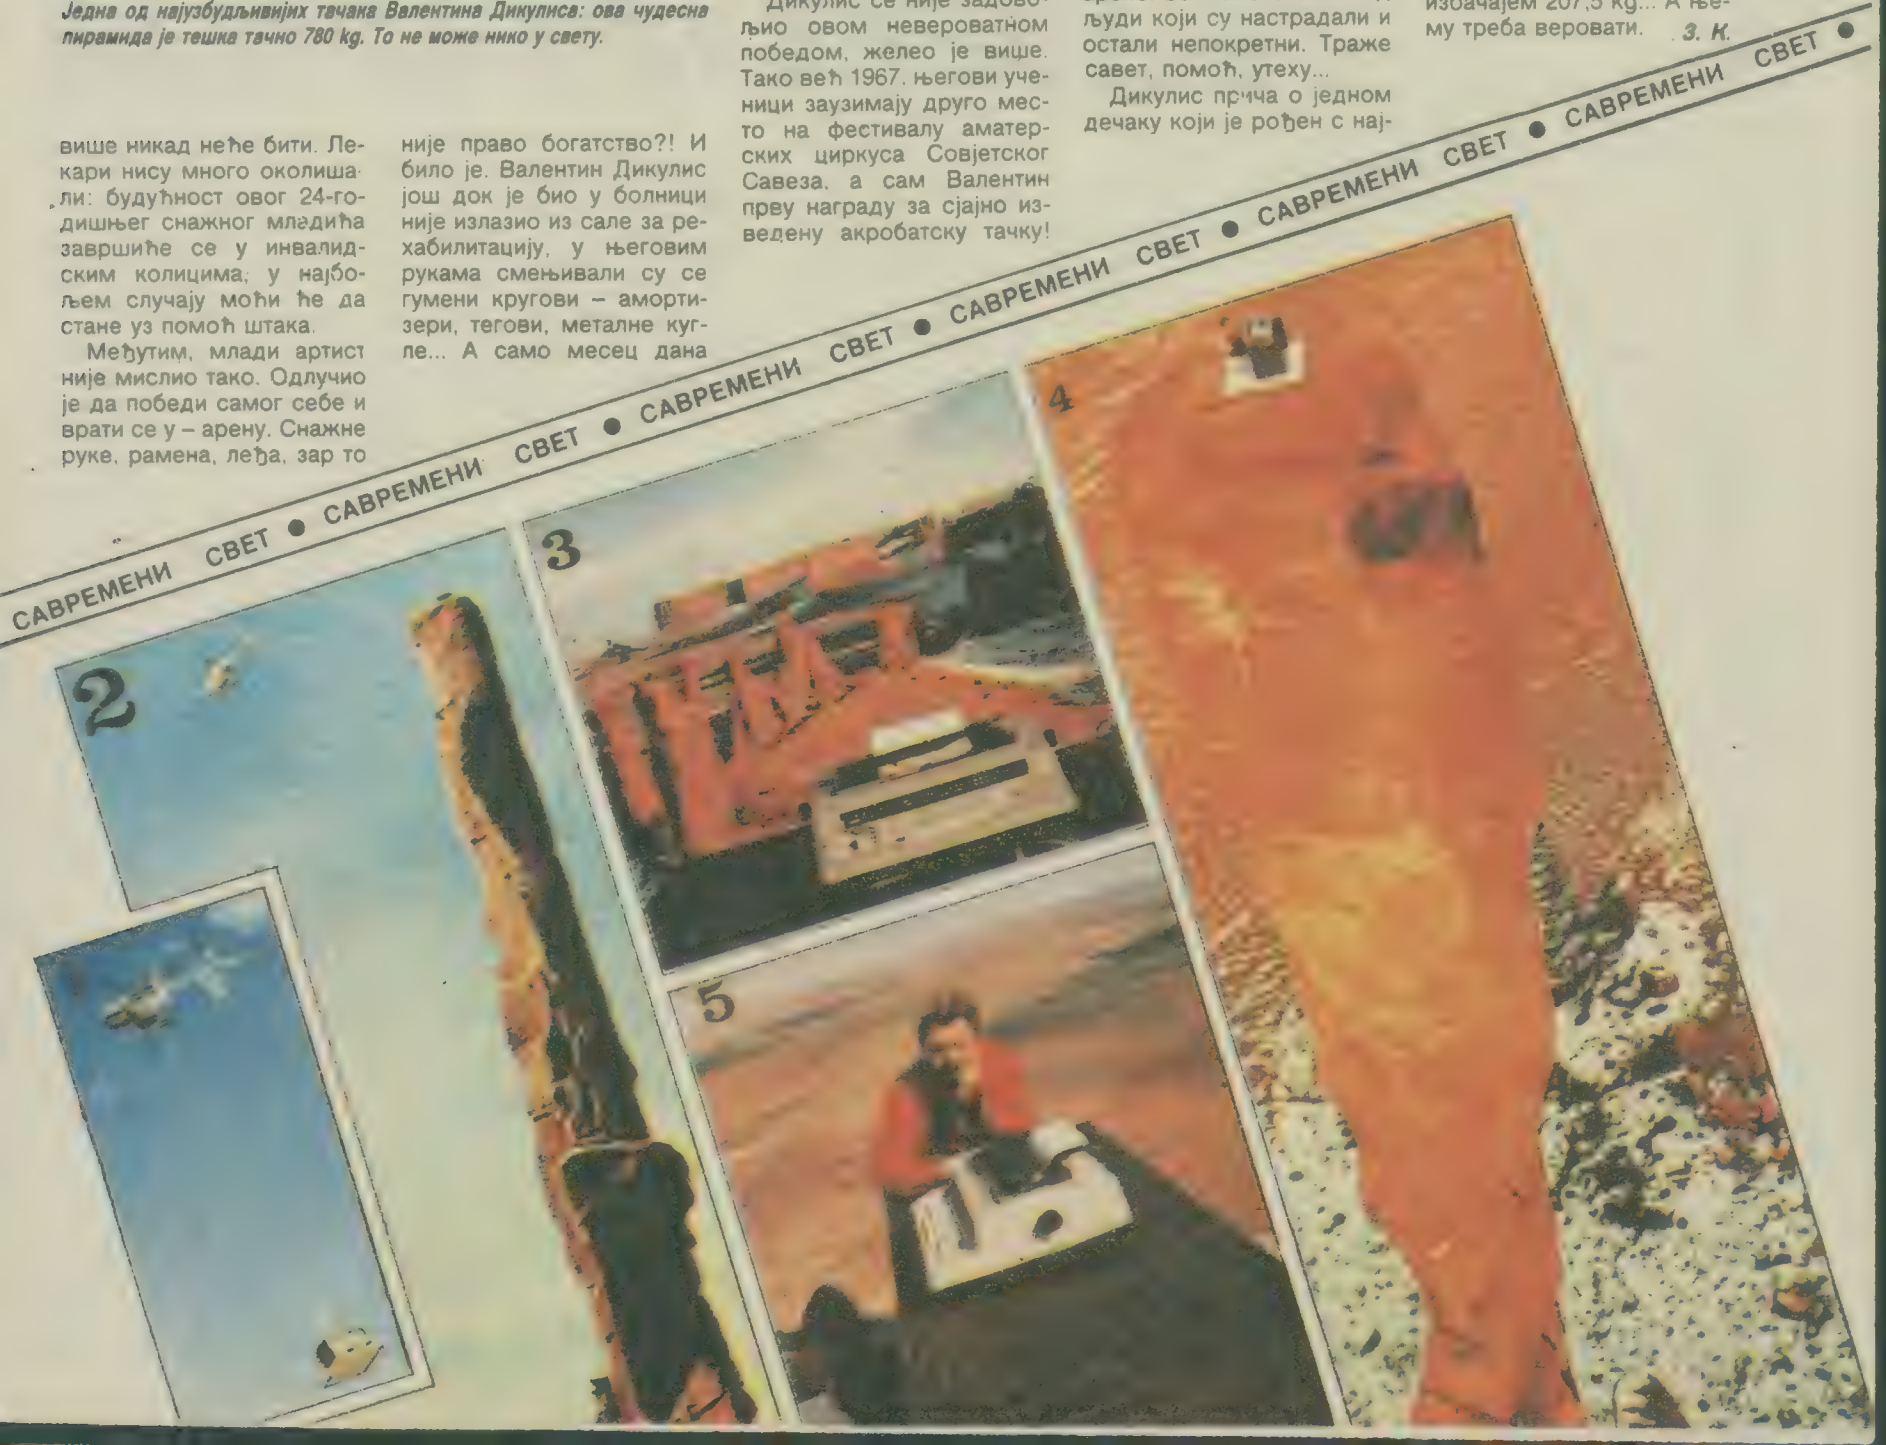 Једна од најузбудљивијих тачака Валентина Дикулиса: ова чудесна
пирамида је тешка тачно 780 kg. То не може нико у свету.
више никад неће бити. Ле-
кари нису много околиша-
ли: будућност овог 24-го-
дишњег снажног младића
завршиће се у инвалид-
ским колицима, у најбо-
љем случају моћи ће да
стане уз помоћ штака.
Међутим, млади артист
није мислио тако. Одлучио
је да победи самог себе и
врати се у – арену. Снажне
руке, рамена, леђа, зар то
није право богатство?! И
било је. Валентин Дикулис
још док је био у болници
није излазио из сале за ре-
хабилитацију, у његовим
рукама смењивали су се
гумени кругови – аморти-
зери, тегови, металне куг-
ле... А само месец дана
Дикулис се није задово-
љио овом невероватном
победом, желео је више.
Тако већ 1967. његови уче-
ници заузимају друго мес-
то на фестивалу аматер-
ских циркуса Совјетског
Савеза, а сам Валентин
прву награду за сјајно из-
ведену акробатску тачку!
људи који су настрадали и
остали непокретни. Траже
савет, помоћ, утеху...
Дикулис прича о једном
дечаку који је рођен с нај-
избачајем 207,5 kg... А ње-
му треба веровати.
З. К.
САВРЕМЕНИ СВЕТ ● САВРЕМЕНИ СВЕТ ● САВРЕМЕНИ СВЕТ ● САВРЕМЕНИ СВЕТ ● САВРЕМЕНИ СВЕТ ● САВРЕМЕНИ СВЕТ ●
2
3
4
5